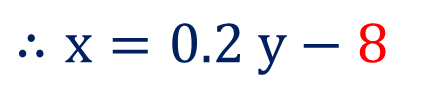 ∴ x = 0.2 y − 8